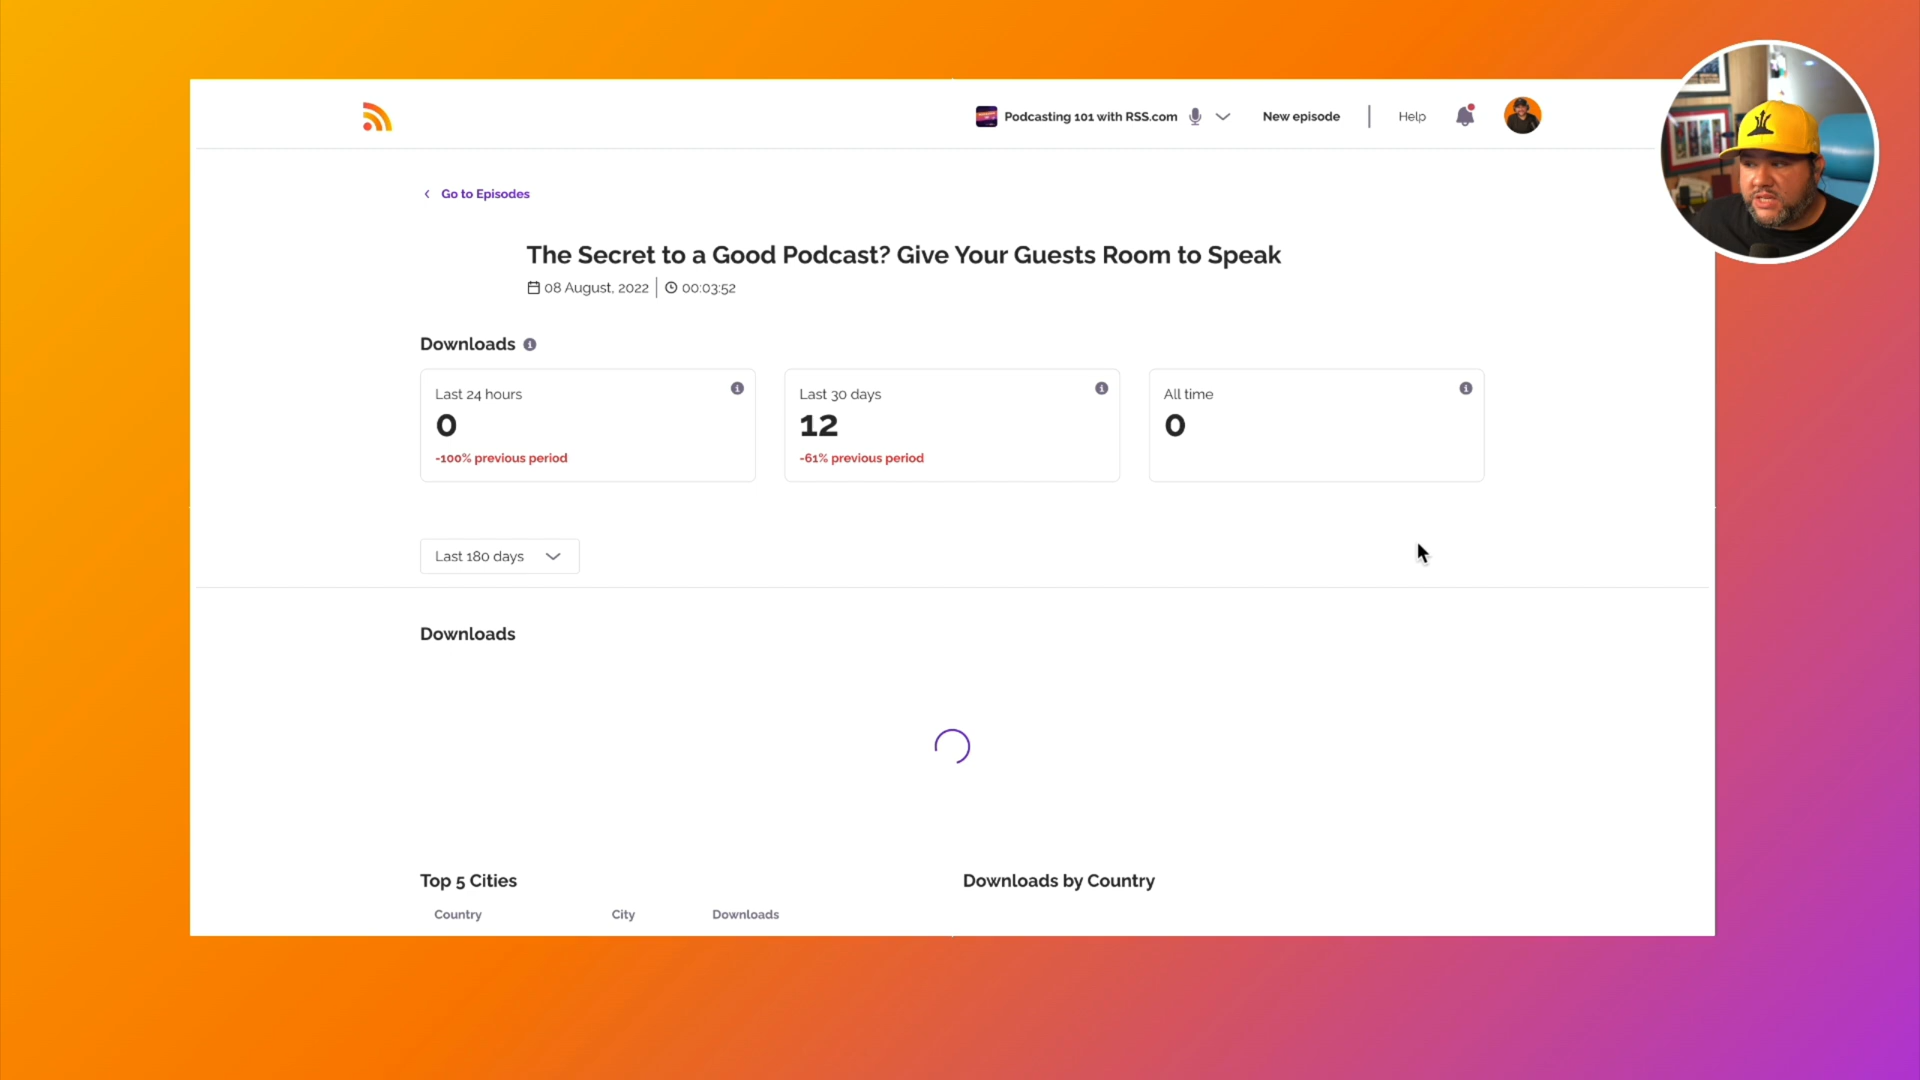 Podcasting 101 with RSS.com
New episode
Help
Go to Episodes
The Secret to a Good Podcast? Give Your Guests Room to Speak
08 August, 2022 | 00:03:52
Downloads
Last 24 hours
0
-100% previous period
Last 30 days
12
-61% previous period
All time
0
Last 180 days
Downloads
Top 5 Cities
Country City Downloads
Downloads by Country